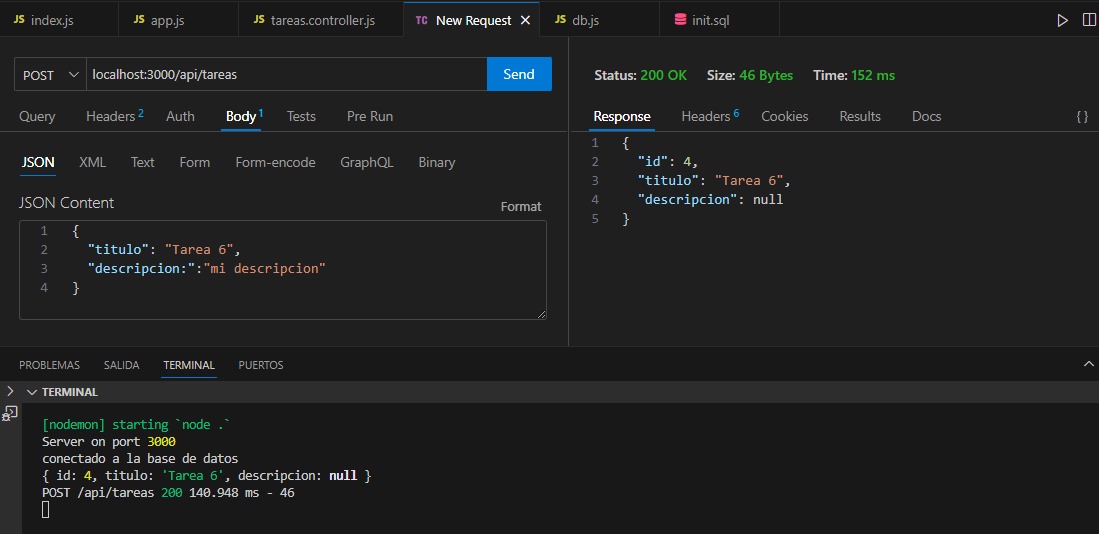 JS index.js JS app.js JS tareas.controller.js TC New Request db.js init.sql
POST localhost:3000/api/tareas Send
Query Headers 2 Auth Body 1 Tests Pre Run
JSON XML Text Form Form-encode GraphQL Binary
JSON Content
Format
1 {
2 "titulo": "Tarea 6",
3 "descripcion:":"mi descripcion"
4 }
Status: 200 OK Size: 46 Bytes Time: 152 ms
Response Headers 6 Cookies Results Docs {}
1 {
2 "id": 4,
3 "titulo": "Tarea 6",
4 "descripcion": null
5 }
PROBLEMAS SALIDA TERMINAL PUERTOS
TERMINAL
[nodemon] starting `node .`
Server on port 3000
conectado a la base de datos
{ id: 4, titulo: 'Tarea 6', descripcion: null }
POST /api/tareas 200 140.948 ms - 46